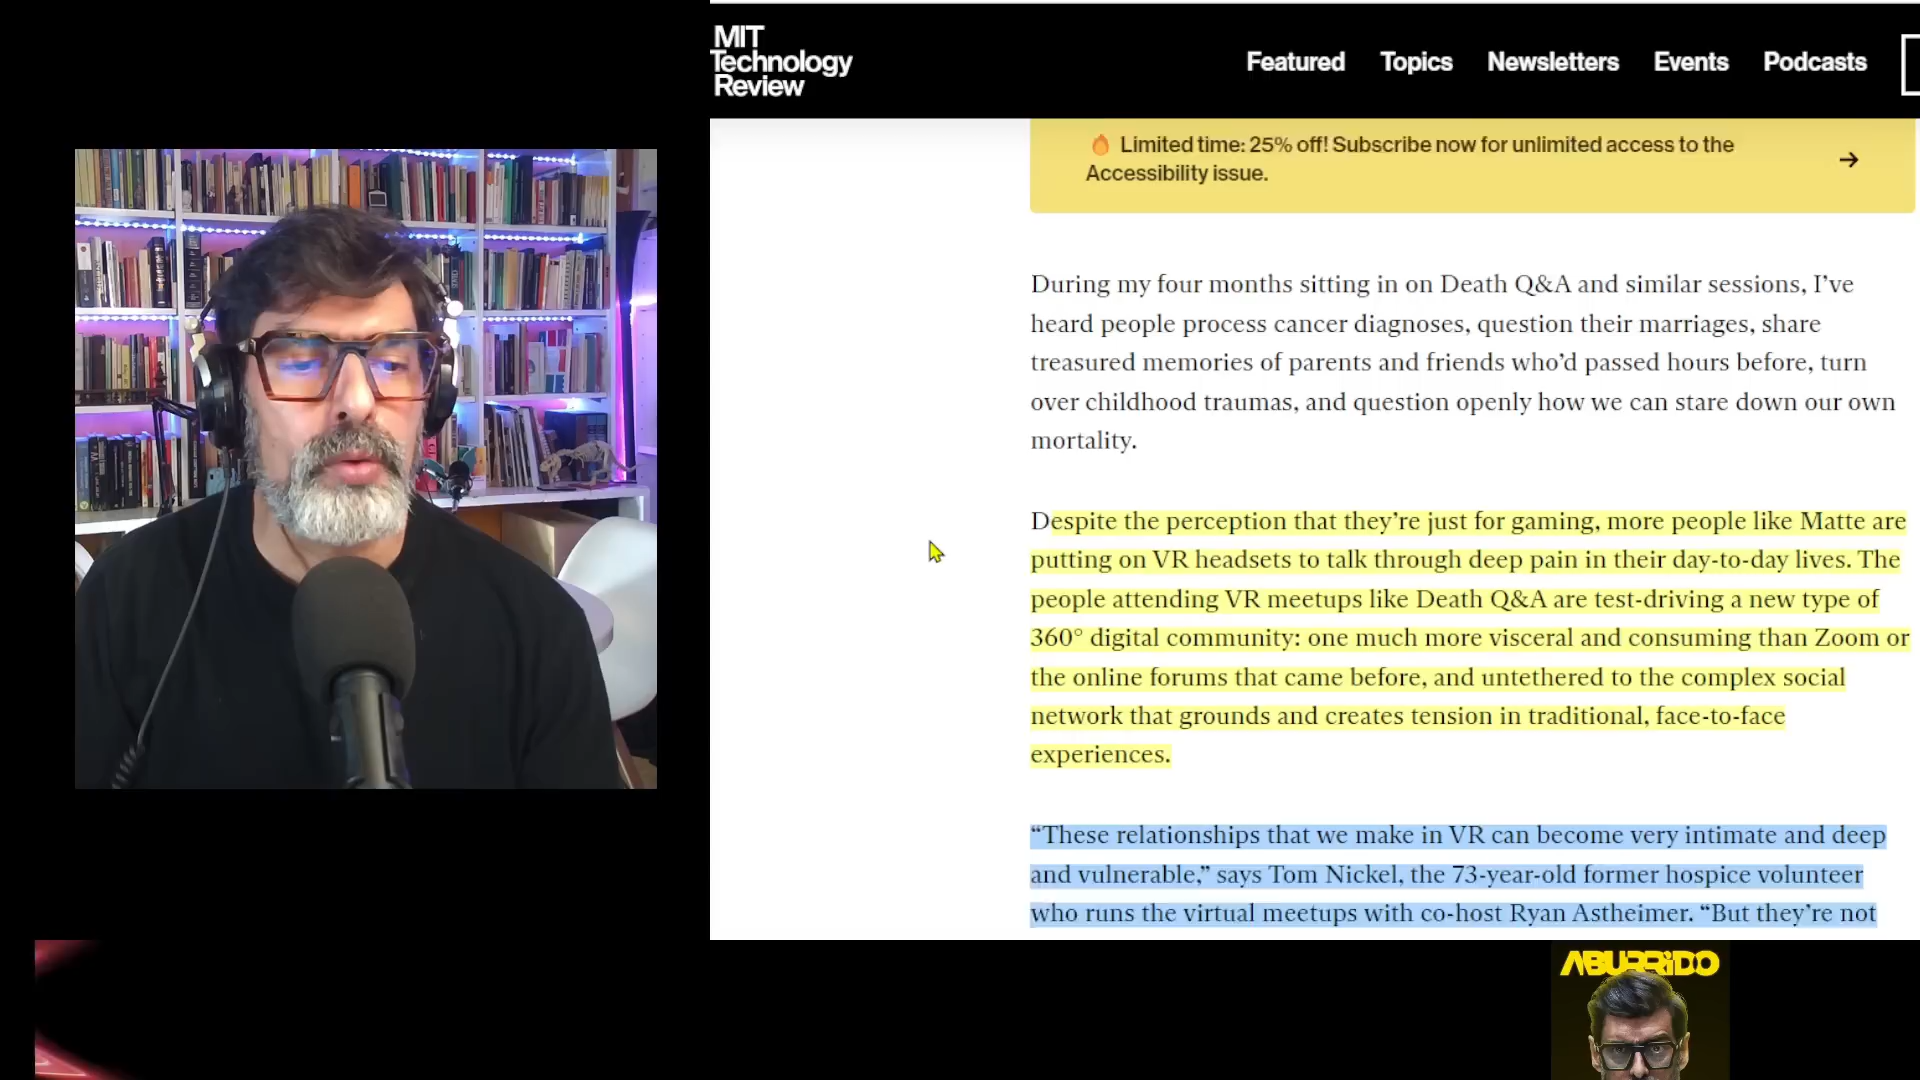 MIT
Technology
Review
Featured
Topics
Newsletters
Events
Podcasts
Limited time: 25% off! Subscribe now for unlimited access to the
Accessibility issue.
During my four months sitting in on Death Q&A and similar sessions, I’ve
heard people process cancer diagnoses, question their marriages, share
treasured memories of parents and friends who’d passed hours before, turn
over childhood traumas, and question openly how we can stare down our own
mortality.
Despite the perception that they’re just for gaming, more people like Matte are
putting on VR headsets to talk through deep pain in their day-to-day lives. The
people attending VR meetups like Death Q&A are test-driving a new type of
360° digital community: one much more visceral and consuming than Zoom or
the online forums that came before, and untethered to the complex social
network that grounds and creates tension in traditional, face-to-face
experiences.
“These relationships that we make in VR can become very intimate and deep
and vulnerable,” says Tom Nickel, the 73-year-old former hospice volunteer
who runs the virtual meetups with co-host Ryan Astheimer. “But they’re not
ABURRiDO